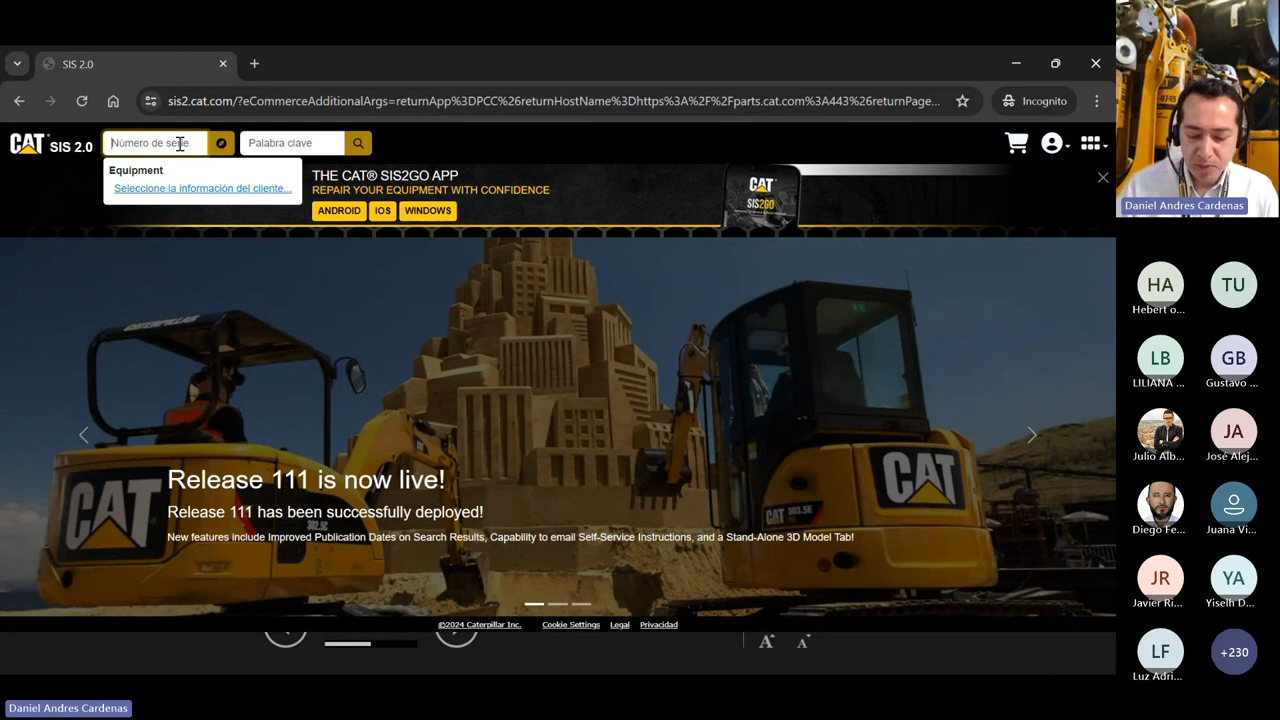 SIS 2.0
sis2.cat.com/?eCommerceAdditionalArgs=returnApp%3DPCC%26returnHostName%3Dhttps%3A%2F%2Fparts.cat.com%3A443%26returnPage...
Incognito
CAT SIS 2.0
Número de serie
Palabra clave
Equipment
Seleccione la información del cliente...
THE CAT® SIS2GO APP
REPAIR YOUR EQUIPMENT WITH CONFIDENCE
ANDROID
IOS
WINDOWS
CAT
SIS2GO
Daniel Andres Cardenas
CATERPILLAR
CAT
302.5C
CAT
CAT 303.5E
Release 111 is now live!
Release 111 has been successfully deployed!
New features include Improved Publication Dates on Search Results, Capability to email Self-Service Instructions, and a Stand-Alone 3D Model Tab!
©2024 Caterpillar Inc.
Cookie Settings
Legal
Privacidad
A
A
HA
Hebert o...
TU
LB
LILIANA ...
GB
Gustavo ...
Julio Alb...
JA
José Alej...
Diego Fe...
Juana Vi...
JR
Javier Ri...
YA
Yiselh D...
LF
Luz Adri...
+230
Daniel Andres Cardenas